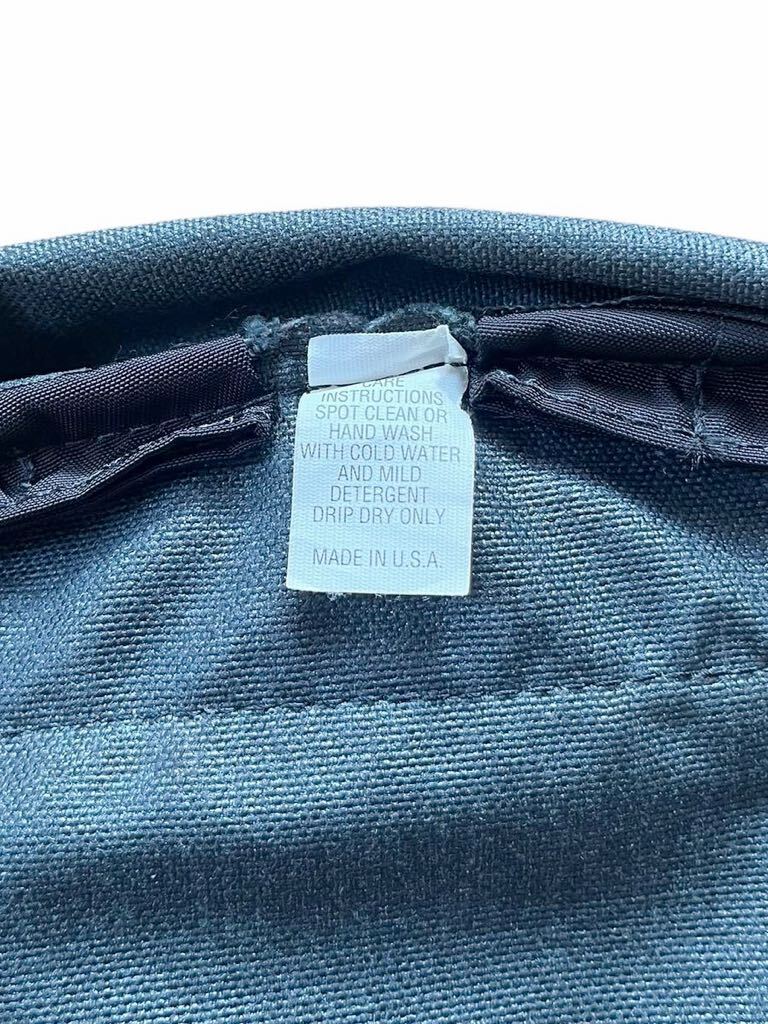 CARE
INSTRUCTIONS
SPOT CLEAN OR
HAND WASH
WITH COLD WATER
AND MILD
DETERGENT
DRIP DRY ONLY
MADE IN U.S.A.